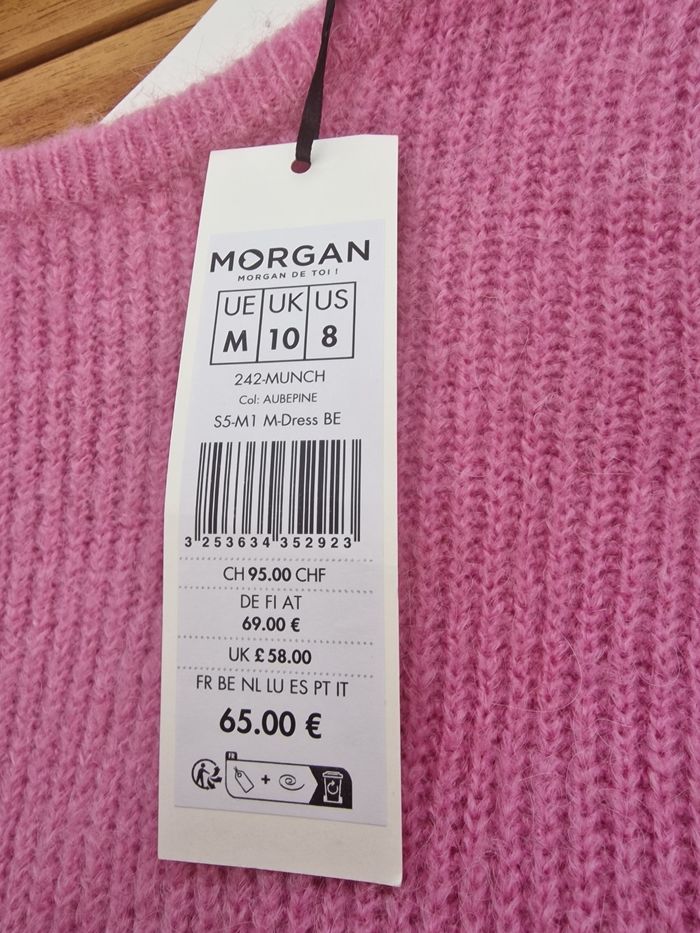 MORGAN
MORGAN DE TOI !
UE UK US
M 10 8
242-MUNCH
Col: AUBEPINE
S5-M1 M-Dress BE
3 253634 352923
CH 95.00 CHF
DE FI AT
69.00 €
UK £58.00
FR BE NL LU ES PT IT
65.00 €
FR
+